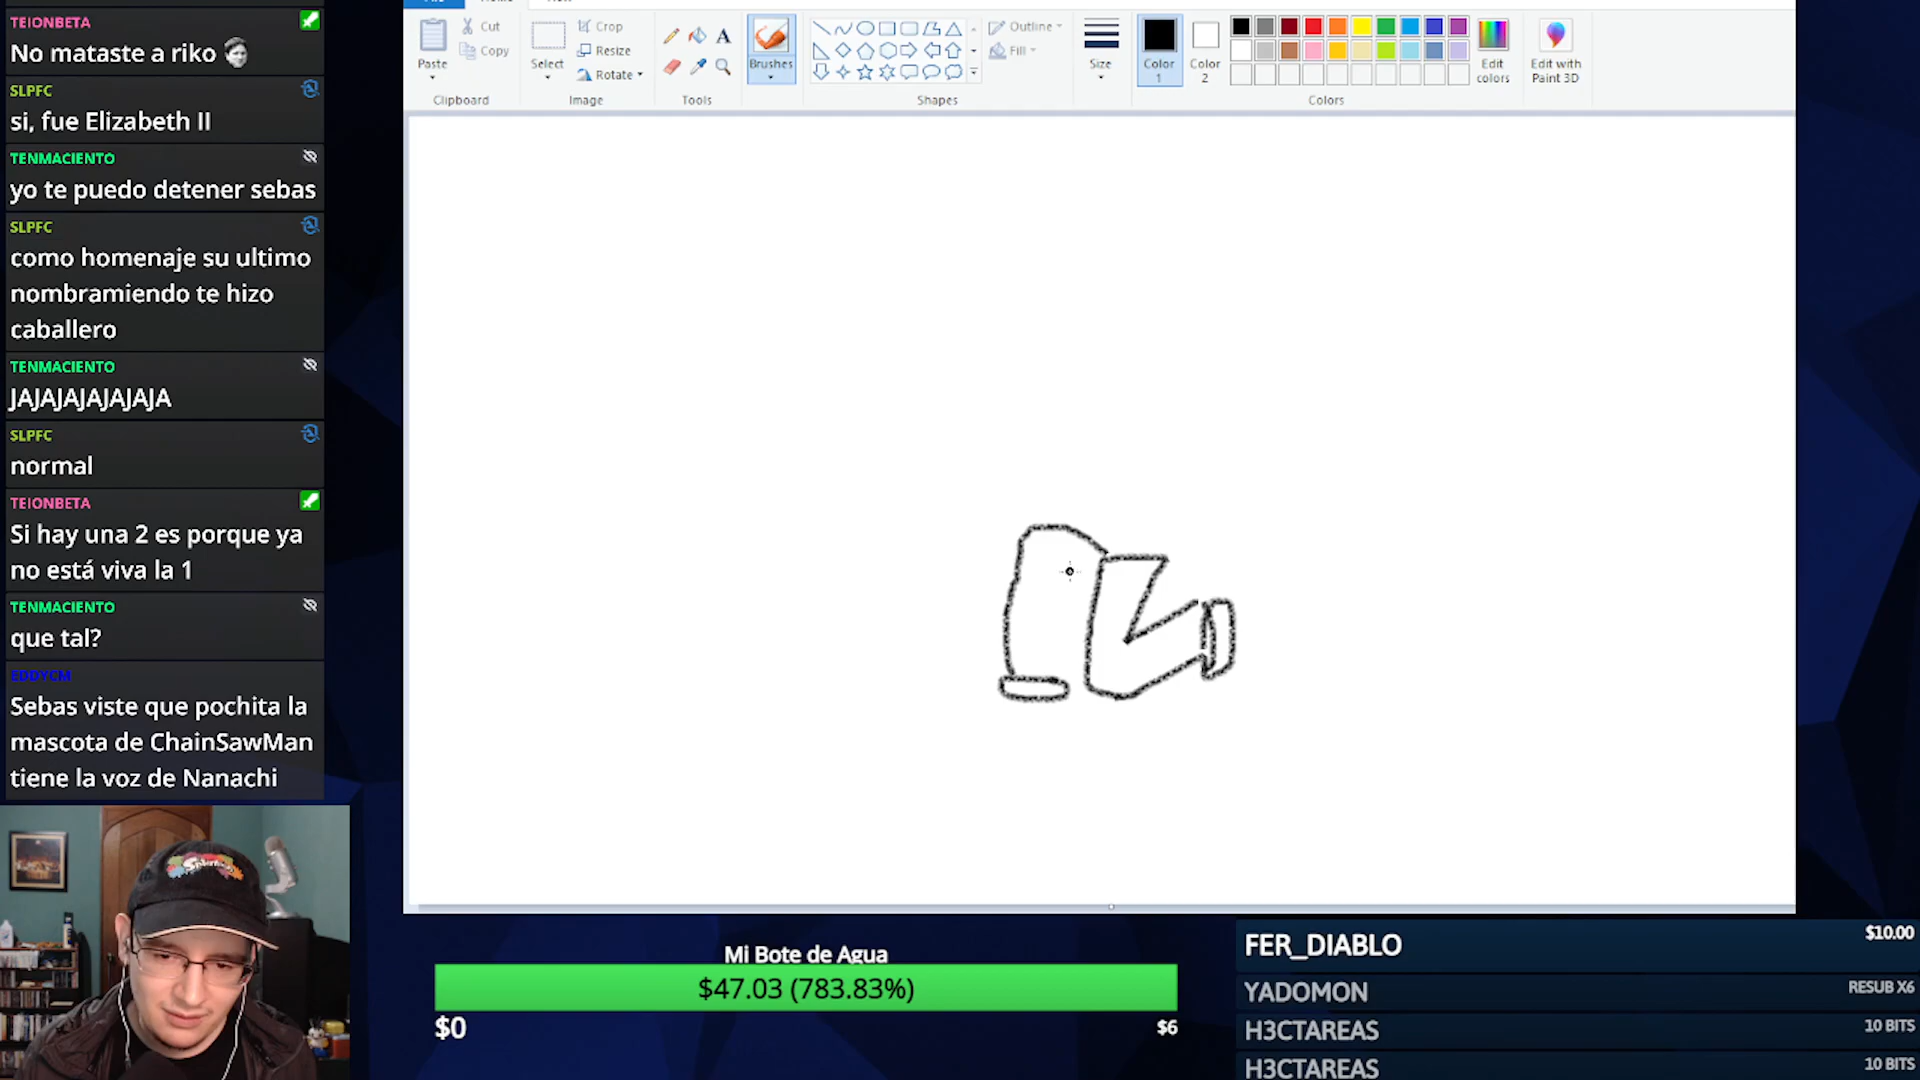 TEIONBETA
No mataste a riko
SLPFC
si, fue Elizabeth II
TENMACIENTO
yo te puedo detener sebas
SLPFC
como homenaje su ultimo
nombramiendo te hizo
caballero
TENMACIENTO
JAJAJAJAJAJAJA
SLPFC
normal
TEIONBETA
Si hay una 2 es porque ya
no está viva la 1
TENMACIENTO
que tal?
EDDYCM
Sebas viste que pochita la
mascota de ChainSawMan
tiene la voz de Nanachi
Paste
Cut
Copy
Clipboard
Select
Crop
Resize
Rotate
Image
A
Tools
Brushes
Outline
Fill
Shapes
Size
Color
1
Color
2
Edit
colors
Colors
Edit with
Paint 3D
Mi Bote de Agua
$47.03 (783.83%)
$0
$6
FER_DIABLO
$10.00
YADOMON
RESUB X6
H3CTAREAS
10 BITS
H3CTAREAS
10 BITS